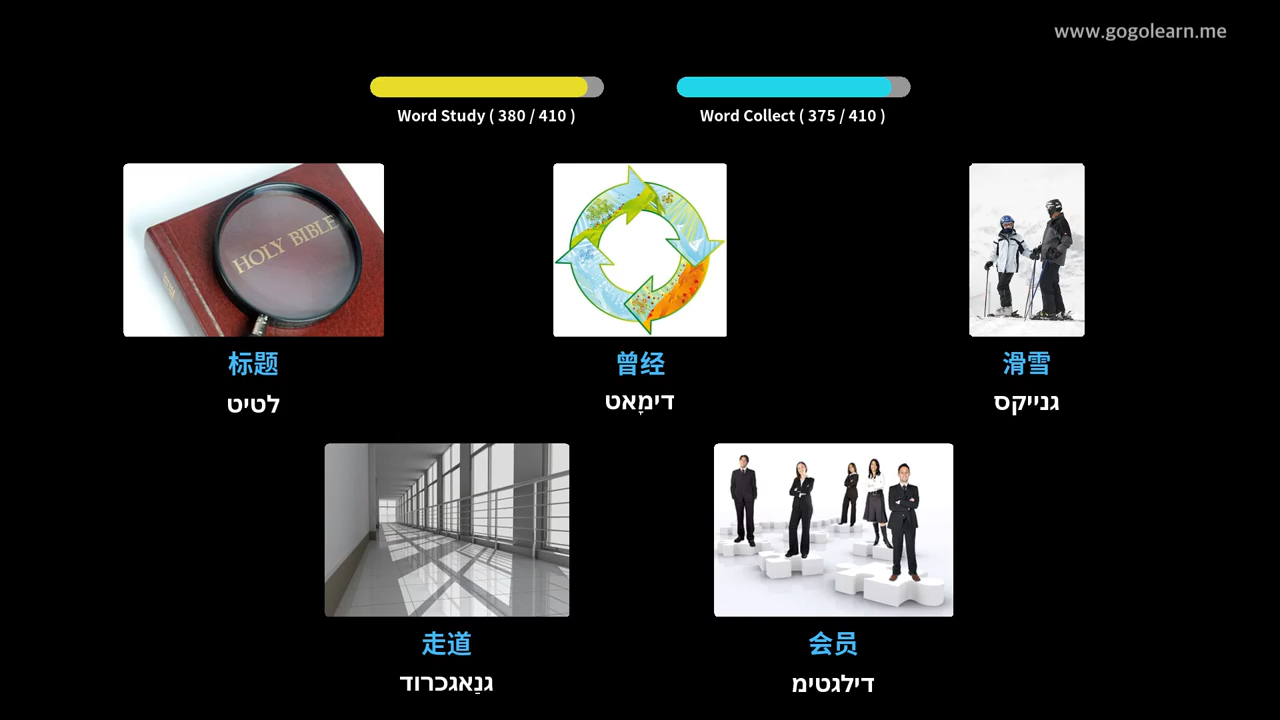 www.gogolearn.me
Word Study ( 380 / 410 )
Word Collect ( 375 / 410 )
HOLY BIBLE
标题
לטיט
曾经
דימָאט
滑雪
גנייקס
走道
גנַאגכרוד
会员
דילגטימ